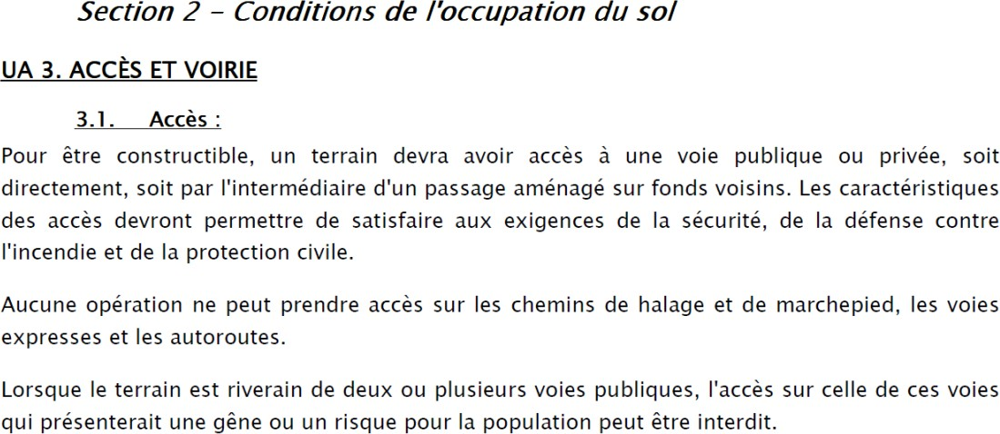 Section 2 – Conditions de l'occupation du sol
UA 3. ACCÈS ET VOIRIE
3.1. Accès :
Pour être constructible, un terrain devra avoir accès à une voie publique ou privée, soit
directement, soit par l'intermédiaire d'un passage aménagé sur fonds voisins. Les caractéristiques
des accès devront permettre de satisfaire aux exigences de la sécurité, de la défense contre
l'incendie et de la protection civile.
Aucune opération ne peut prendre accès sur les chemins de halage et de marchepied, les voies
expresses et les autoroutes.
Lorsque le terrain est riverain de deux ou plusieurs voies publiques, l'accès sur celle de ces voies
qui présenterait une gêne ou un risque pour la population peut être interdit.